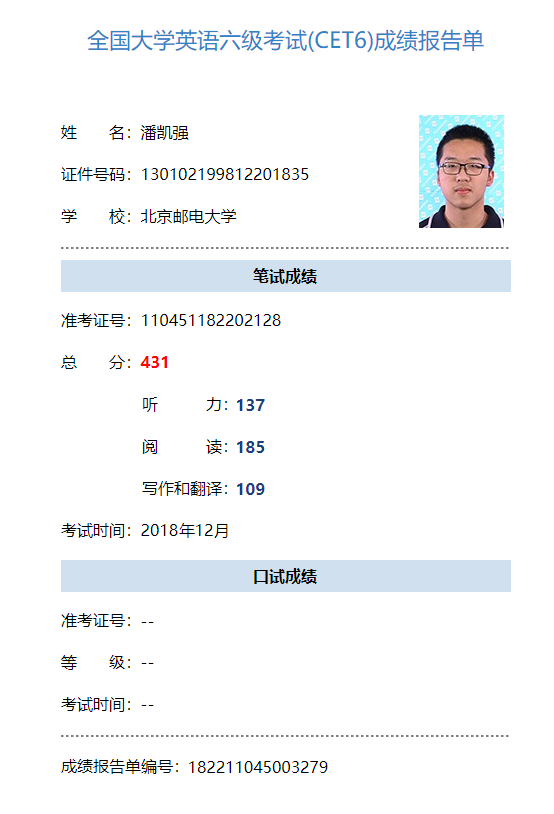 全国大学英语六级考试(CET6)成绩报告单
姓 名：潘凯强
证件号码：130102199812201835
学 校：北京邮电大学
笔试成绩
准考证号：110451182202128
总 分：431
听 力：137
阅 读：185
写作和翻译：109
考试时间：2018年12月
口试成绩
准考证号：--
等 级：--
考试时间：--
成绩报告单编号：182211045003279